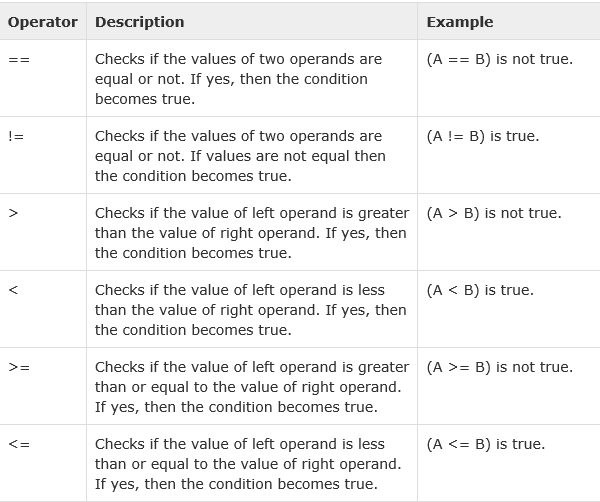 Operator Description Example
== Checks if the values of two operands are (A == B) is not true.
equal or not. If yes, then the condition
becomes true.
!= Checks if the values of two operands are (A != B) is true.
equal or not. If values are not equal then
the condition becomes true.
> Checks if the value of left operand is greater (A > B) is not true.
than the value of right operand. If yes, then
the condition becomes true.
< Checks if the value of left operand is less (A < B) is true.
than the value of right operand. If yes, then
the condition becomes true.
>= Checks if the value of left operand is greater (A >= B) is not true.
than or equal to the value of right operand.
If yes, then the condition becomes true.
<= Checks if the value of left operand is less (A <= B) is true.
than or equal to the value of right operand.
If yes, then the condition becomes true.